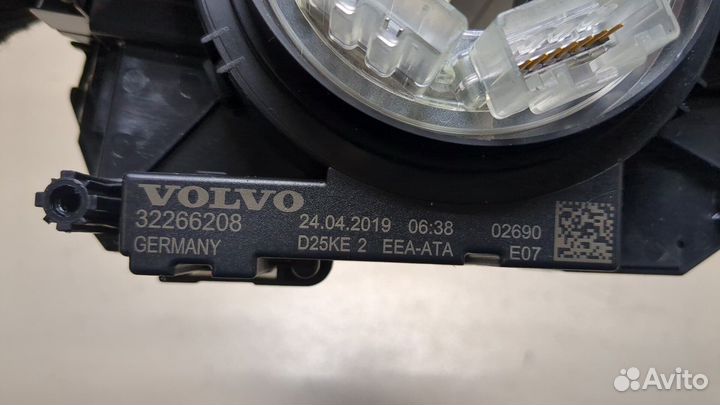 VOLVO
32266208 24.04.2019 06:38 02690
GERMANY D25KE 2 EEA-ATA E07
Avito